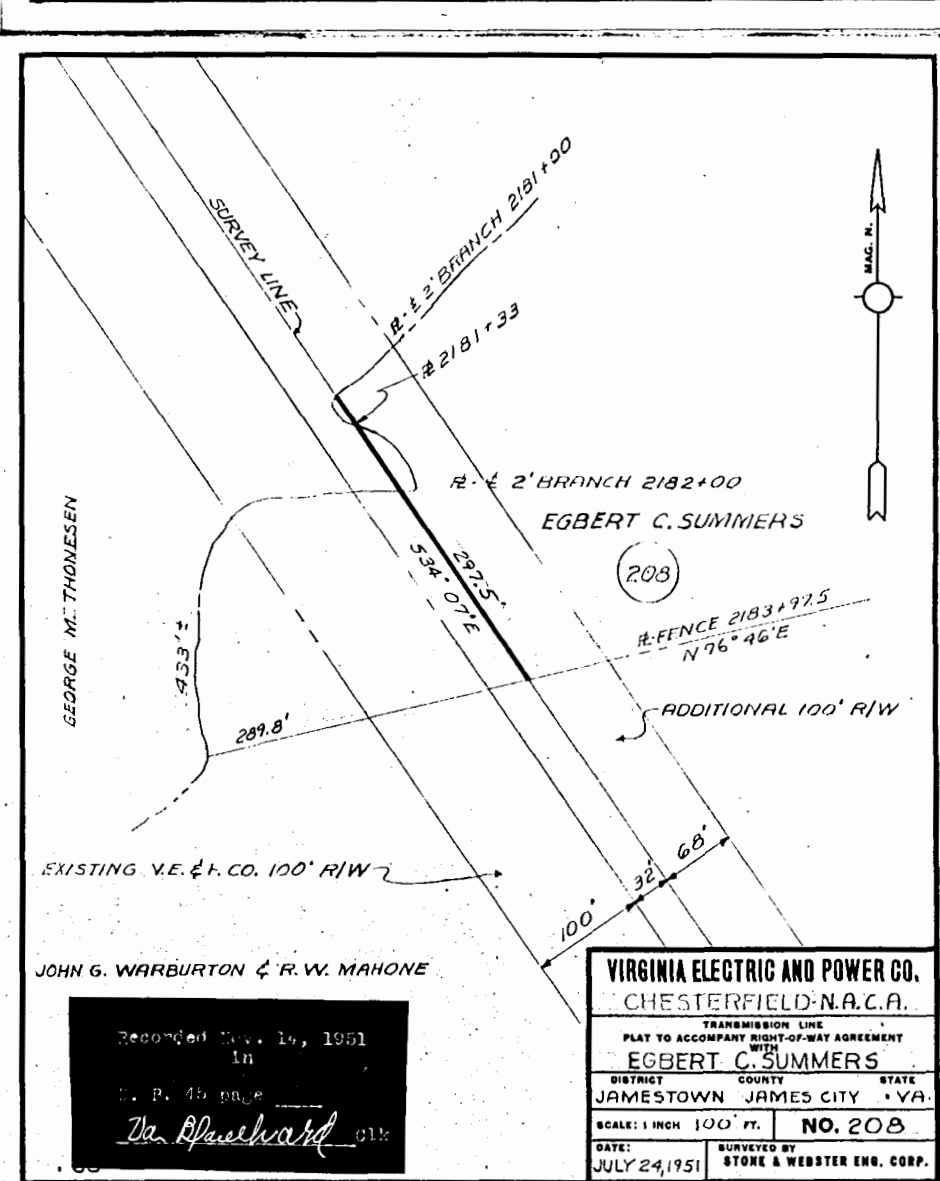 SURVEY LINE
℄ 2' BRANCH 2181+00
2181+33
MAG. N.
℄ 2' BRANCH 2182+00
EGBERT C. SUMMERS
208
297.5'
S34° 07'E
GEORGE M. THONESEN
433'±
FENCE 2183+97.5
N76°46'E
289.8'
ADDITIONAL 100' R/W
EXISTING V.E. & P. CO. 100' R/W
100'
32'
68'
JOHN G. WARBURTON & R.W. MAHONE
Recorded Nov. 14, 1951
in
D. B. 45 page
Clk
VIRGINIA ELECTRIC AND POWER CO.
CHESTERFIELD-N.A.C.A.
TRANSMISSION LINE
PLAT TO ACCOMPANY RIGHT-OF-WAY AGREEMENT
WITH
EGBERT C. SUMMERS
DISTRICT COUNTY STATE
JAMESTOWN JAMES CITY VA.
SCALE: 1 INCH 100 FT. NO. 208
DATE: SURVEYED BY
JULY 24, 1951 STONE & WEBSTER ENG. CORP.